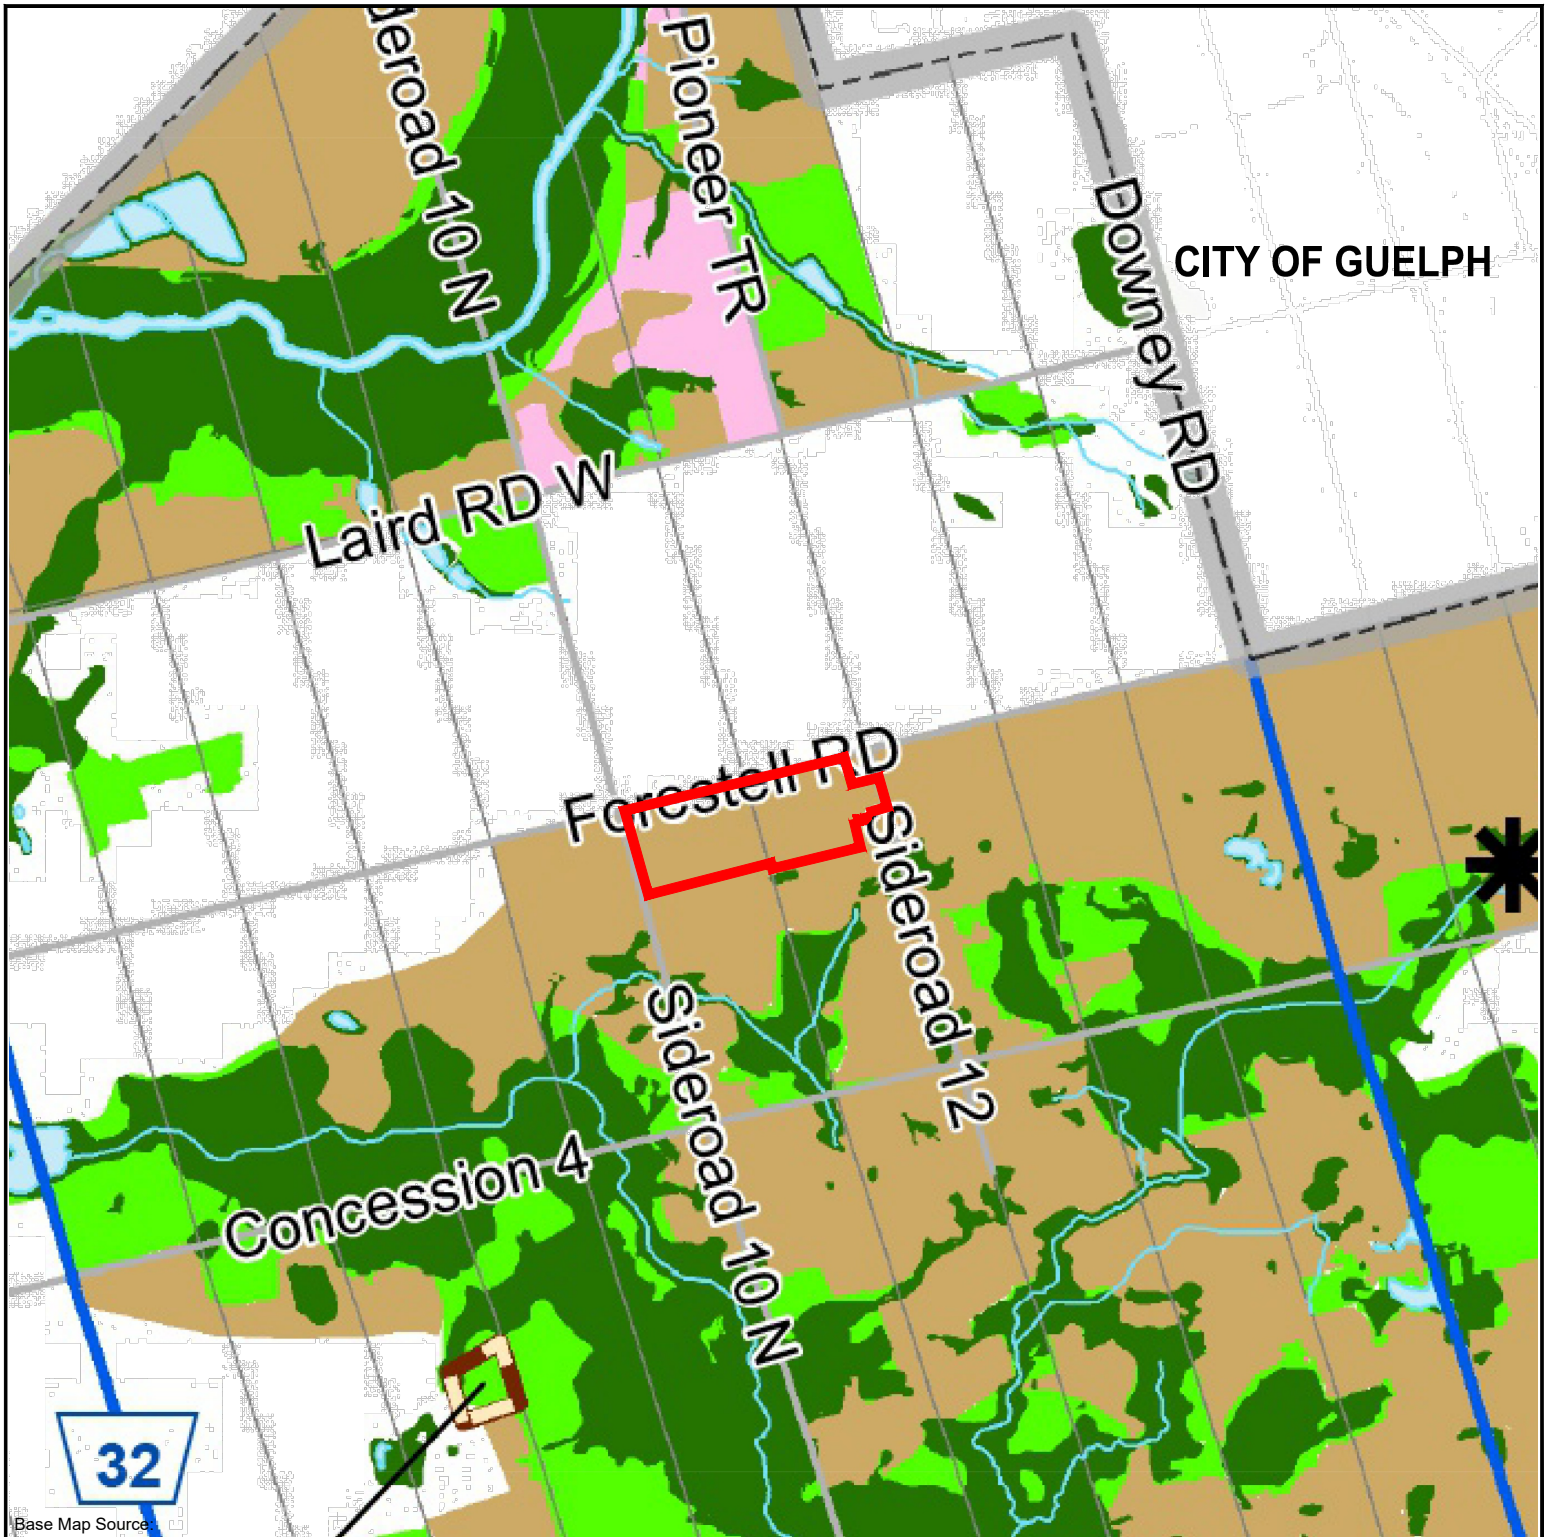 deroad 10 N
Pioneer TR
Downey RD
CITY OF GUELPH
Laird RD W
Forestell RD
Sideroad 12
Sideroad 10 N
Concession 4
32
Base Map Source: